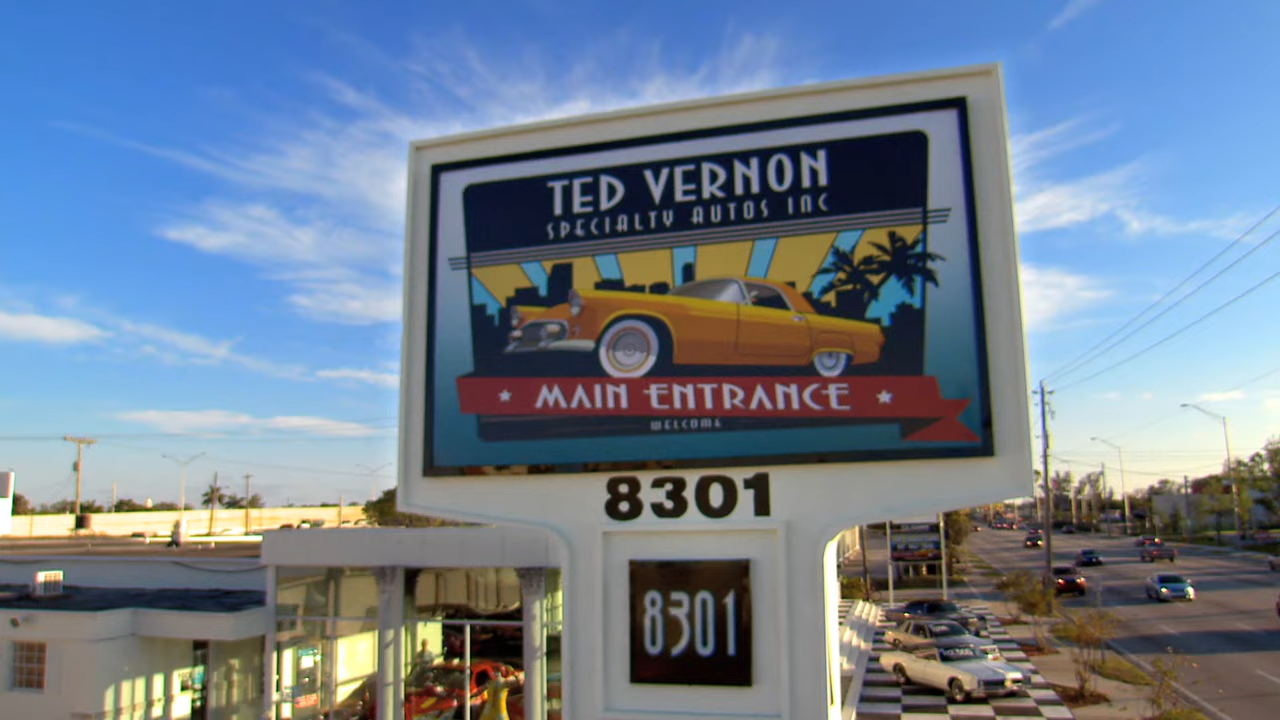 TED VERNON
SPECIALTY AUTOS INC
MAIN ENTRANCE
WELCOME
8301
8301